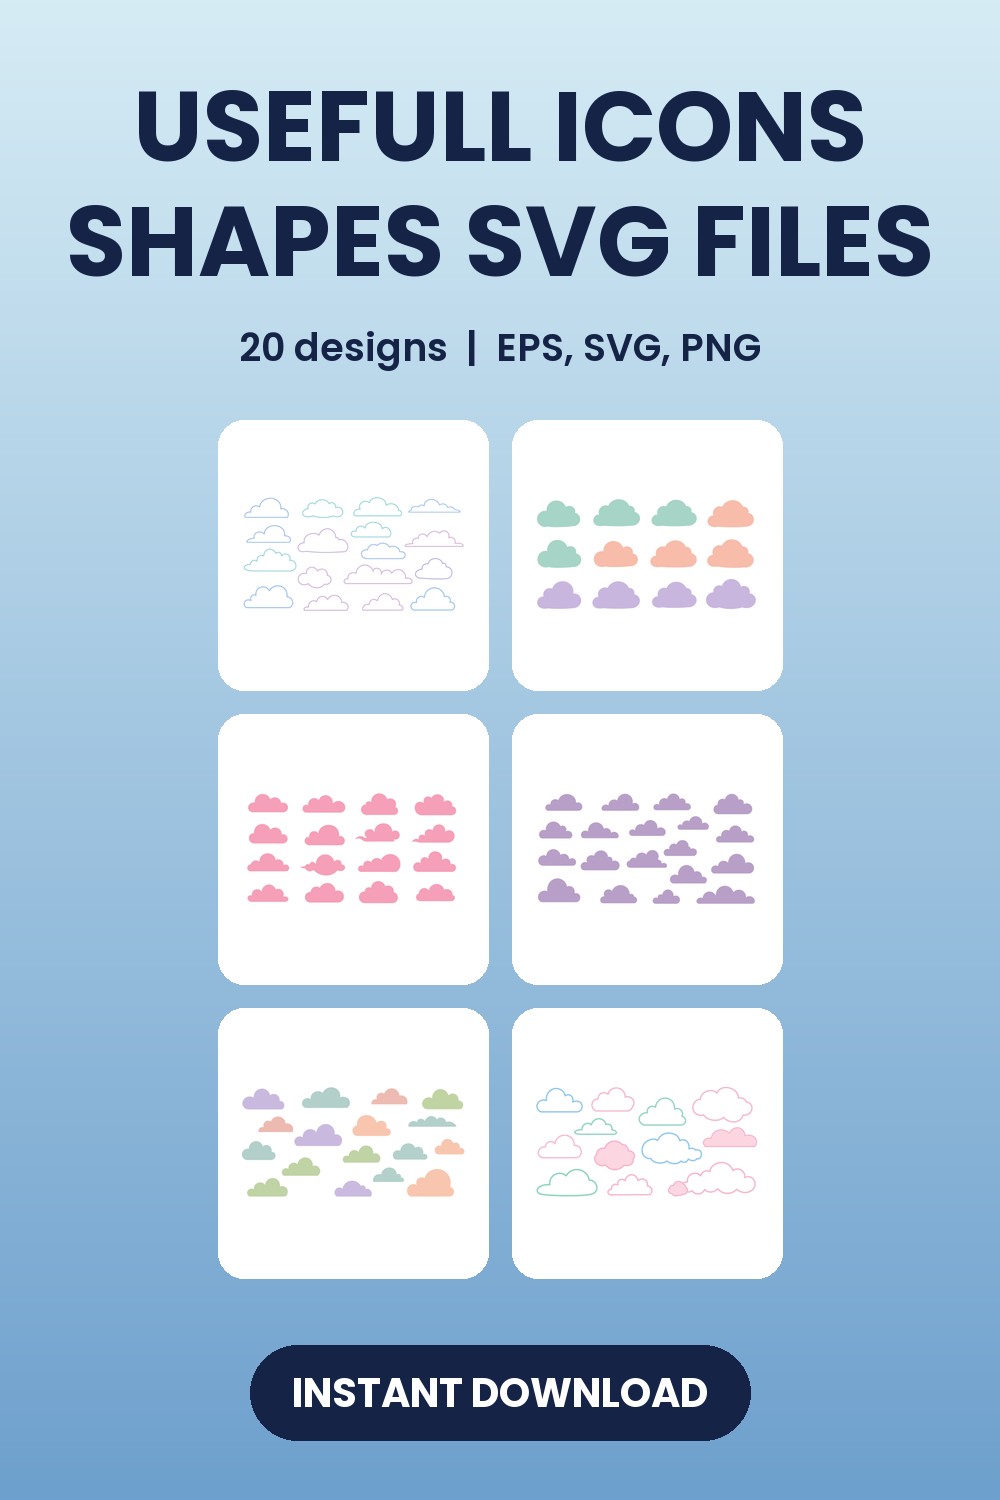 USEFULL ICONS
SHAPES SVG FILES
20 designs | EPS, SVG, PNG
INSTANT DOWNLOAD